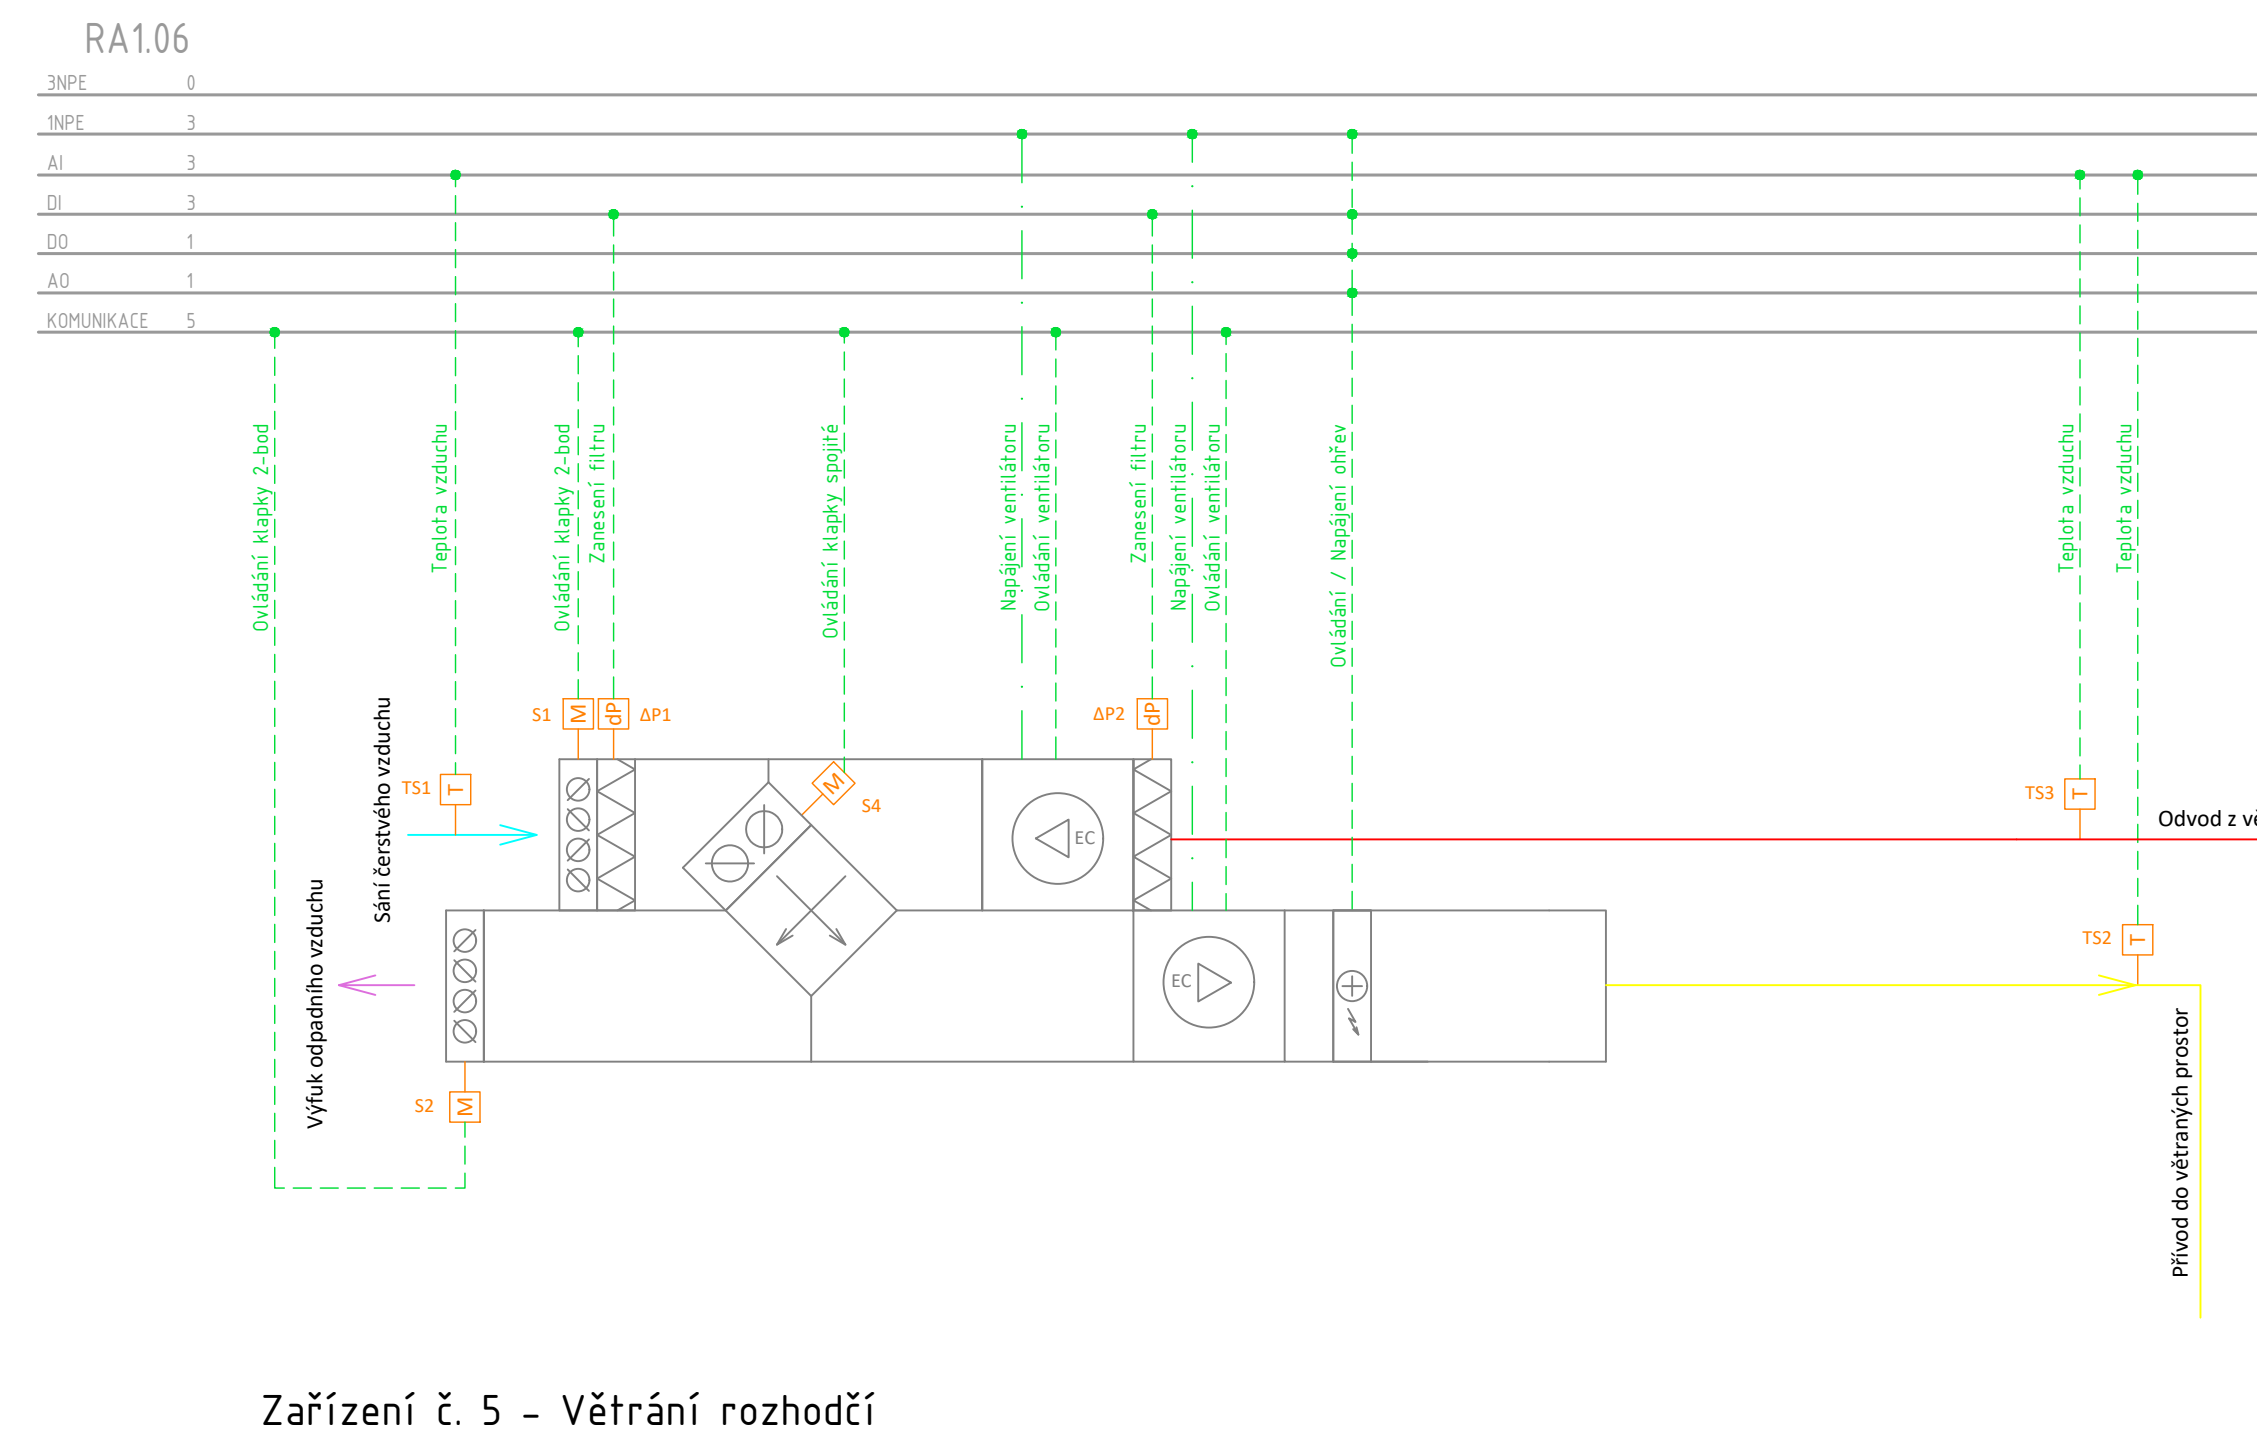 RA1.06
3NPE 0
1NPE 3
AI 3
DI 3
DO 1
AO 1
KOMUNIKACE 5
Ovládání klapky 2-bod
Teplota vzduchu
Ovládání klapky 2-bod
Zanesení filtru
Ovládání klapky spojité
Napájení ventilátoru
Ovládání ventilátoru
Zanesení filtru
Napájení ventilátoru
Ovládání ventilátoru
Ovládání / Napájení ohřev
Teplota vzduchu
Teplota vzduchu
S1 M dP ΔP1
ΔP2 dP
TS1 T
M S4
TS3 T
Odvod z vě
EC
Sání čerstvého vzduchu
Výfuk odpadního vzduchu
EC
TS2 T
S2 M
Přívod do větraných prostor
Zařízení č. 5 - Větrání rozhodčí